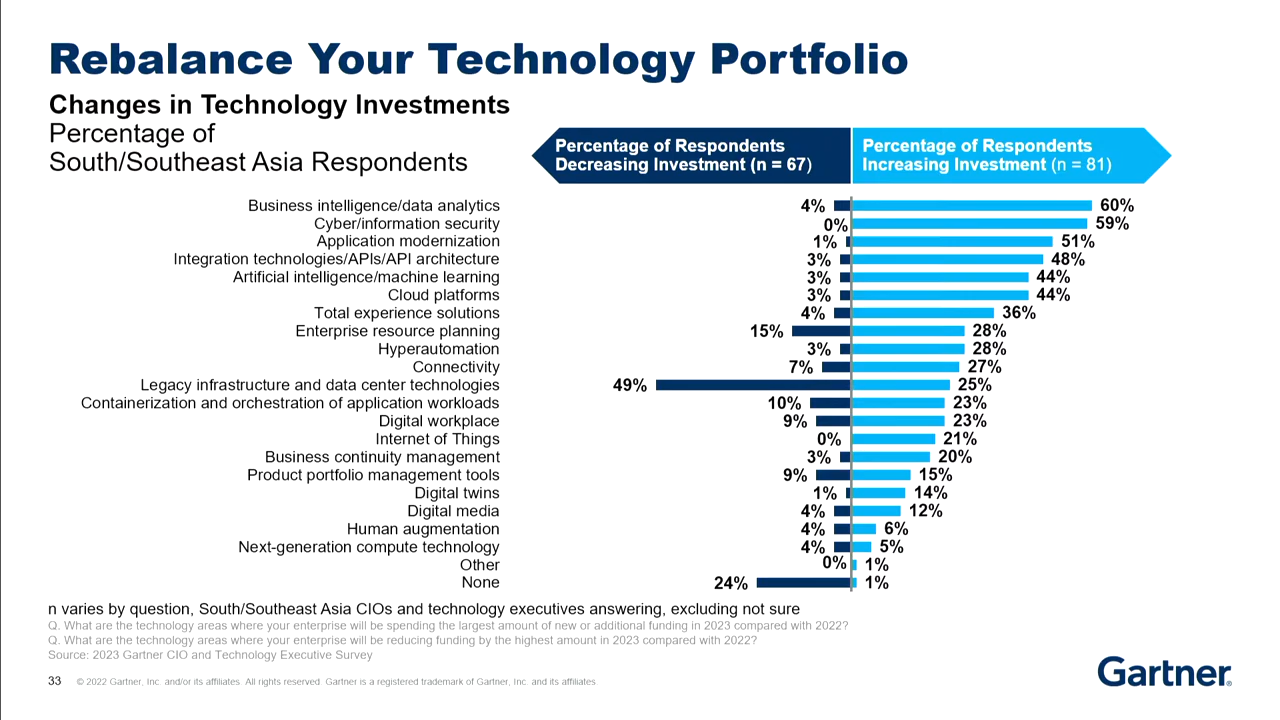 Rebalance Your Technology Portfolio
Changes in Technology Investments
Percentage of
South/Southeast Asia Respondents
Percentage of Respondents
Decreasing Investment (n = 67)
Percentage of Respondents
Increasing Investment (n = 81)
Business intelligence/data analytics 4% 60%
Cyber/information security 0% 59%
Application modernization 1% 51%
Integration technologies/APIs/API architecture 3% 48%
Artificial intelligence/machine learning 3% 44%
Cloud platforms 3% 44%
Total experience solutions 4% 36%
Enterprise resource planning 15% 28%
Hyperautomation 3% 28%
Connectivity 7% 27%
Legacy infrastructure and data center technologies 49% 25%
Containerization and orchestration of application workloads 10% 23%
Digital workplace 9% 23%
Internet of Things 0% 21%
Business continuity management 3% 20%
Product portfolio management tools 9% 15%
Digital twins 1% 14%
Digital media 4% 12%
Human augmentation 4% 6%
Next-generation compute technology 4% 5%
Other 0% 1%
None 24% 1%
n varies by question, South/Southeast Asia CIOs and technology executives answering, excluding not sure
Q. What are the technology areas where your enterprise will be spending the largest amount of new or additional funding in 2023 compared with 2022?
Q. What are the technology areas where your enterprise will be reducing funding by the highest amount in 2023 compared with 2022?
Source: 2023 Gartner CIO and Technology Executive Survey
33 © 2022 Gartner, Inc. and/or its affiliates. All rights reserved. Gartner is a registered trademark of Gartner, Inc. and its affiliates.
Gartner®